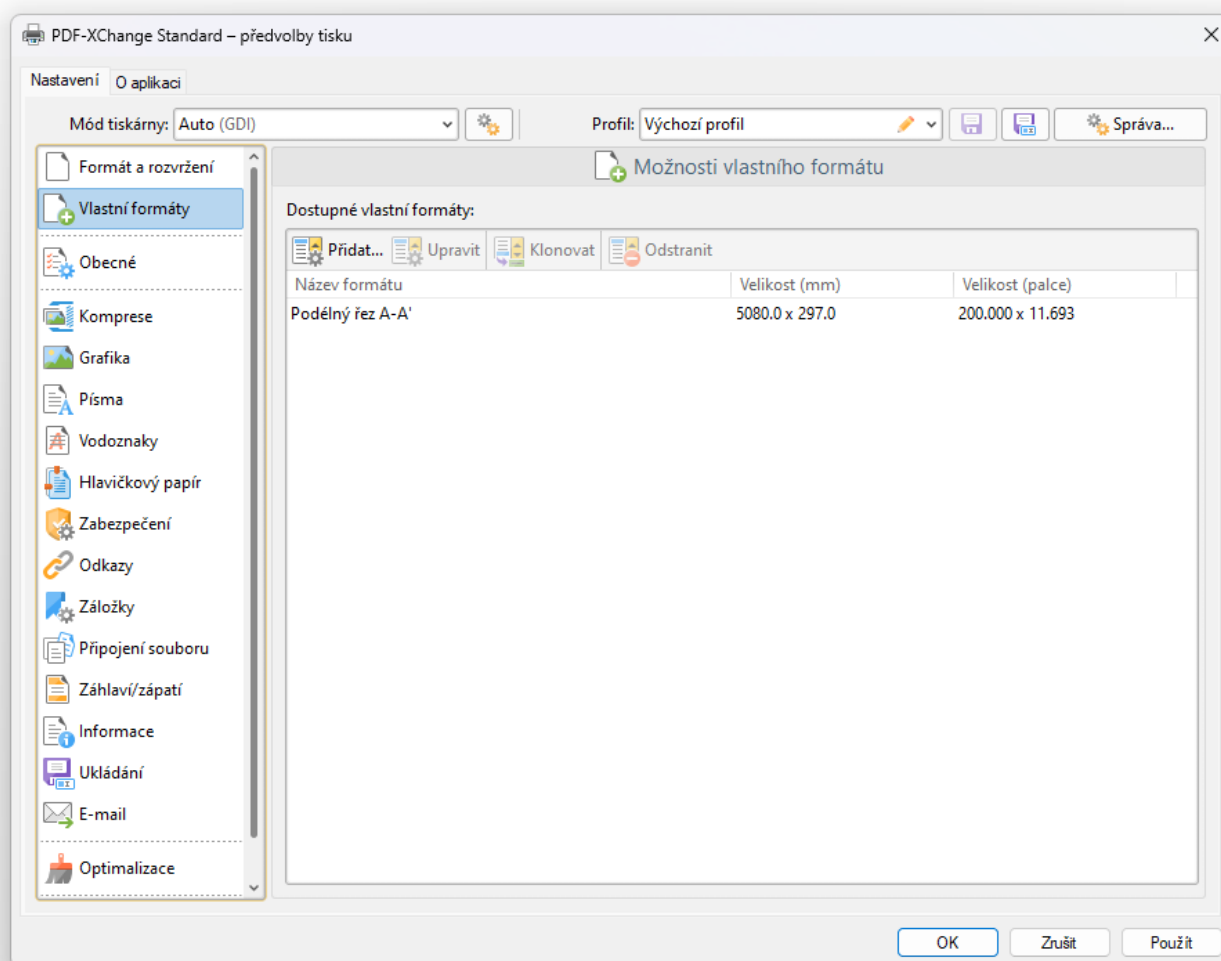 PDF-XChange Standard – předvolby tisku
Nastavení
O aplikaci
Mód tiskárny: Auto (GDI)
Profil: Výchozí profil
Správa...
Formát a rozvržení
Vlastní formáty
Obecné
Komprese
Grafika
Písma
Vodoznaky
Hlavičkový papír
Zabezpečení
Odkazy
Záložky
Připojení souboru
Záhlaví/zápatí
Informace
Ukládání
E-mail
Optimalizace
Možnosti vlastního formátu
Dostupné vlastní formáty:
Přidat... Upravit Klonovat Odstranit
Název formátu Velikost (mm) Velikost (palce)
Podélný řez A-A' 5080.0 x 297.0 200.000 x 11.693
OK Zrušit Použít